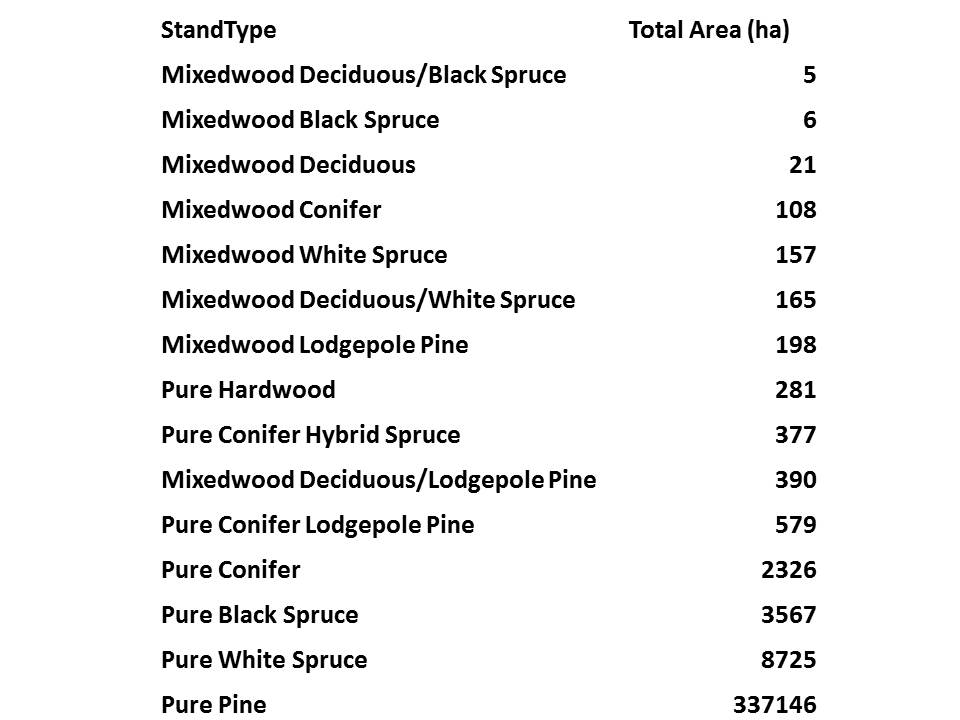 StandType Total Area (ha)
Mixedwood Deciduous/Black Spruce 5
Mixedwood Black Spruce 6
Mixedwood Deciduous 21
Mixedwood Conifer 108
Mixedwood White Spruce 157
Mixedwood Deciduous/White Spruce 165
Mixedwood Lodgepole Pine 198
Pure Hardwood 281
Pure Conifer Hybrid Spruce 377
Mixedwood Deciduous/Lodgepole Pine 390
Pure Conifer Lodgepole Pine 579
Pure Conifer 2326
Pure Black Spruce 3567
Pure White Spruce 8725
Pure Pine 337146